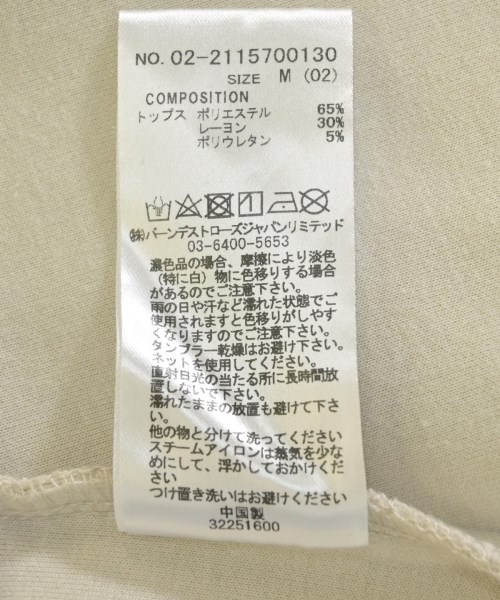 NO. 02-2115700130
SIZE M (02)
COMPOSITION
トップス ポリエステル 65%
レーヨン 30%
ポリウレタン 5%
㈱バーンデストローズジャパンリミテッド
03-6400-5653
濃色品の場合、摩擦により淡色
(特に白)物に色移りする場合
があるのでご注意下さい。
雨の日や汗など濡れた状態でご
使用されますと色移りがしやす
くなりますのでご注意下さい。
タンブラー乾燥はお避け下さい。
ネットを使用してください。
直射日光の当たる所に長時間放
置しないで下さい。
濡れたままの放置も避けて下さ
い。
他の物と分けて洗ってください
スチームアイロンは蒸気を少な
めにして、浮かしておかけくださ
い
つけ置き洗いはお避けください
中国製
32251600